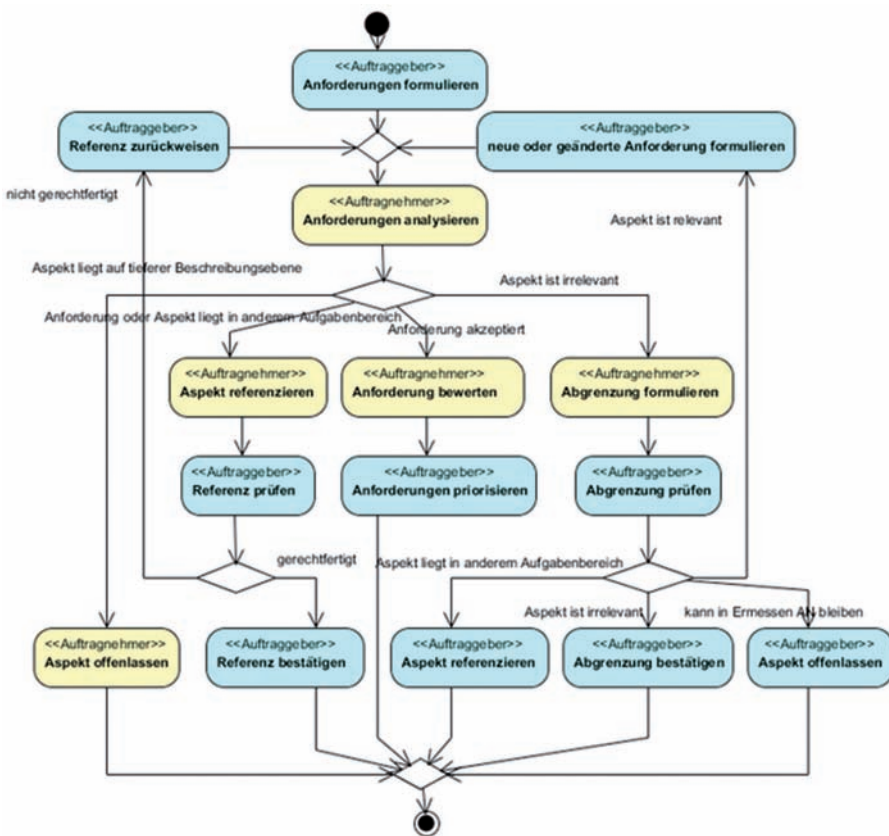 <<Auftraggeber>>
Anforderungen formulieren
<<Auftraggeber>>
Referenz zurückweisen
<<Auftraggeber>>
neue oder geänderte Anforderung formulieren
nicht gerechtfertigt
<<Auftragnehmer>>
Anforderungen analysieren
Aspekt ist relevant
Aspekt liegt auf tieferer Beschreibungsebene
Aspekt ist irrelevant
Anforderung oder Aspekt liegt in anderem Aufgabenbereich
Anforderung akzeptiert
<<Auftragnehmer>>
Aspekt referenzieren
<<Auftragnehmer>>
Anforderung bewerten
<<Auftragnehmer>>
Abgrenzung formulieren
<<Auftraggeber>>
Referenz prüfen
<<Auftraggeber>>
Anforderungen priorisieren
<<Auftraggeber>>
Abgrenzung prüfen
gerechtfertigt
Aspekt liegt in anderem Aufgabenbereich
Aspekt ist irrelevant
kann in Ermessen AN bleiben
<<Auftragnehmer>>
Aspekt offenlassen
<<Auftraggeber>>
Referenz bestätigen
<<Auftraggeber>>
Aspekt referenzieren
<<Auftraggeber>>
Abgrenzung bestätigen
<<Auftraggeber>>
Aspekt offenlassen